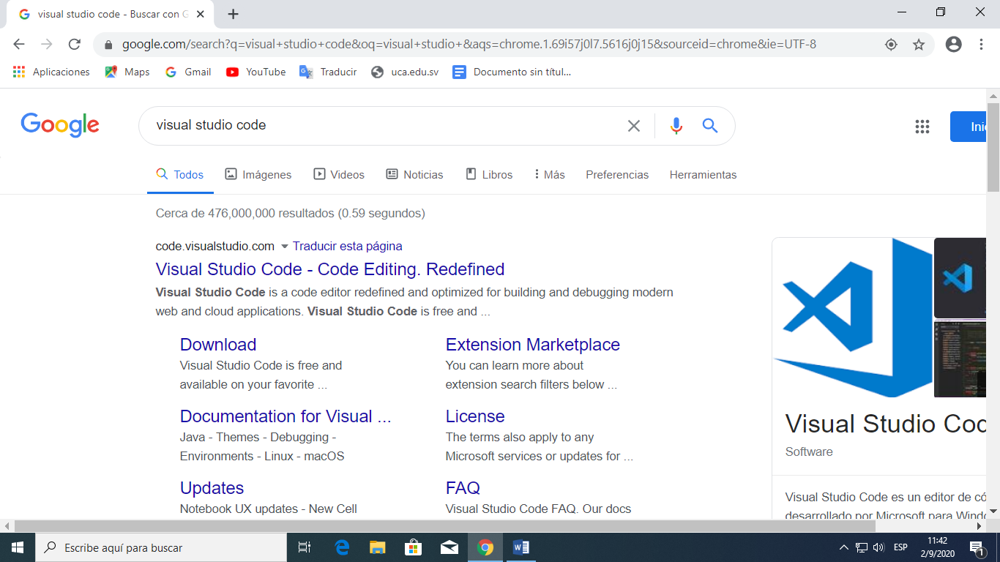 visual studio code - Buscar con G
google.com/search?q=visual+studio+code&oq=visual+studio+&aqs=chrome.1.69i57j0l7.5616j0j15&sourceid=chrome&ie=UTF-8
Aplicaciones Maps Gmail YouTube Traducir uca.edu.sv Documento sin títul...
Google visual studio code Inic
Todos Imágenes Videos Noticias Libros Más Preferencias Herramientas
Cerca de 476,000,000 resultados (0.59 segundos)
code.visualstudio.com Traducir esta página
Visual Studio Code - Code Editing. Redefined
Visual Studio Code is a code editor redefined and optimized for building and debugging modern
web and cloud applications. Visual Studio Code is free and ...
Download
Visual Studio Code is free and
available on your favorite ...
Extension Marketplace
You can learn more about
extension search filters below ...
Documentation for Visual ...
Java - Themes - Debugging -
Environments - Linux - macOS
License
The terms also apply to any
Microsoft services or updates for ...
Updates
Notebook UX updates - New Cell
FAQ
Visual Studio Code FAQ. Our docs
Visual Studio Cod
Software
Visual Studio Code es un editor de có
desarrollado por Microsoft para Windo
Escribe aquí para buscar
ESP
11:42
2/9/2020
1